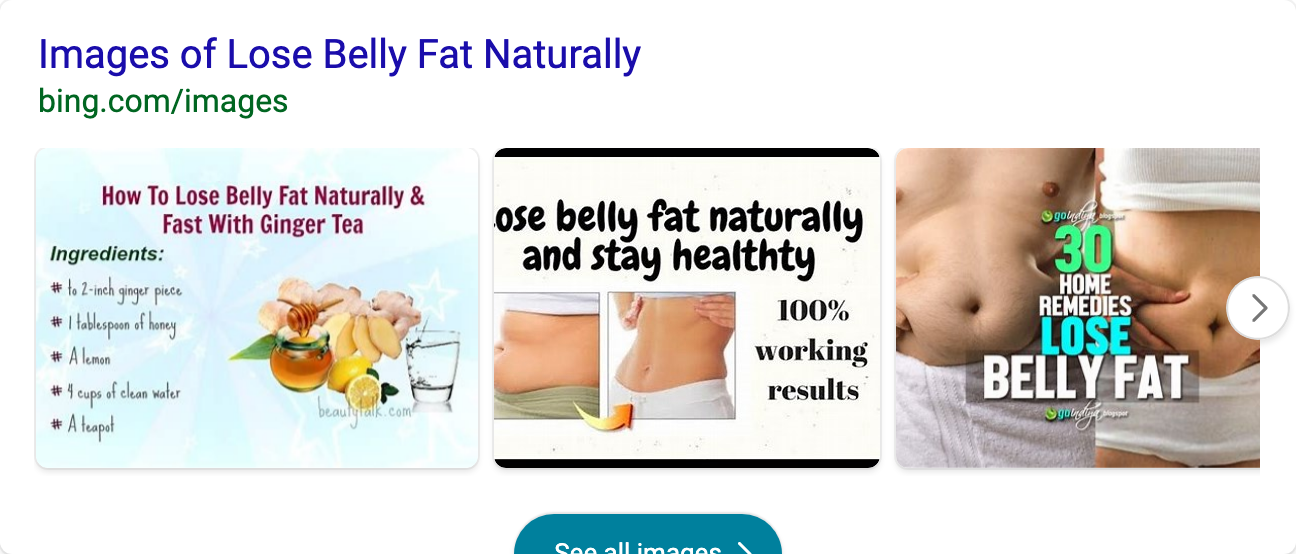 Images of Lose Belly Fat Naturally
bing.com/images
How To Lose Belly Fat Naturally &
Fast With Ginger Tea
Ingredients:
# to 2-inch ginger piece
# 1 tablespoon of honey
# A lemon
# 4 cups of clean water
# A teapot
beautyfalk.com
ose belly fat naturally
and stay healthty
100%
working
results
goindiya blogspot
30
HOME
REMEDIES
LOSE
BELLY FAT
goindiya blogspot
See all images